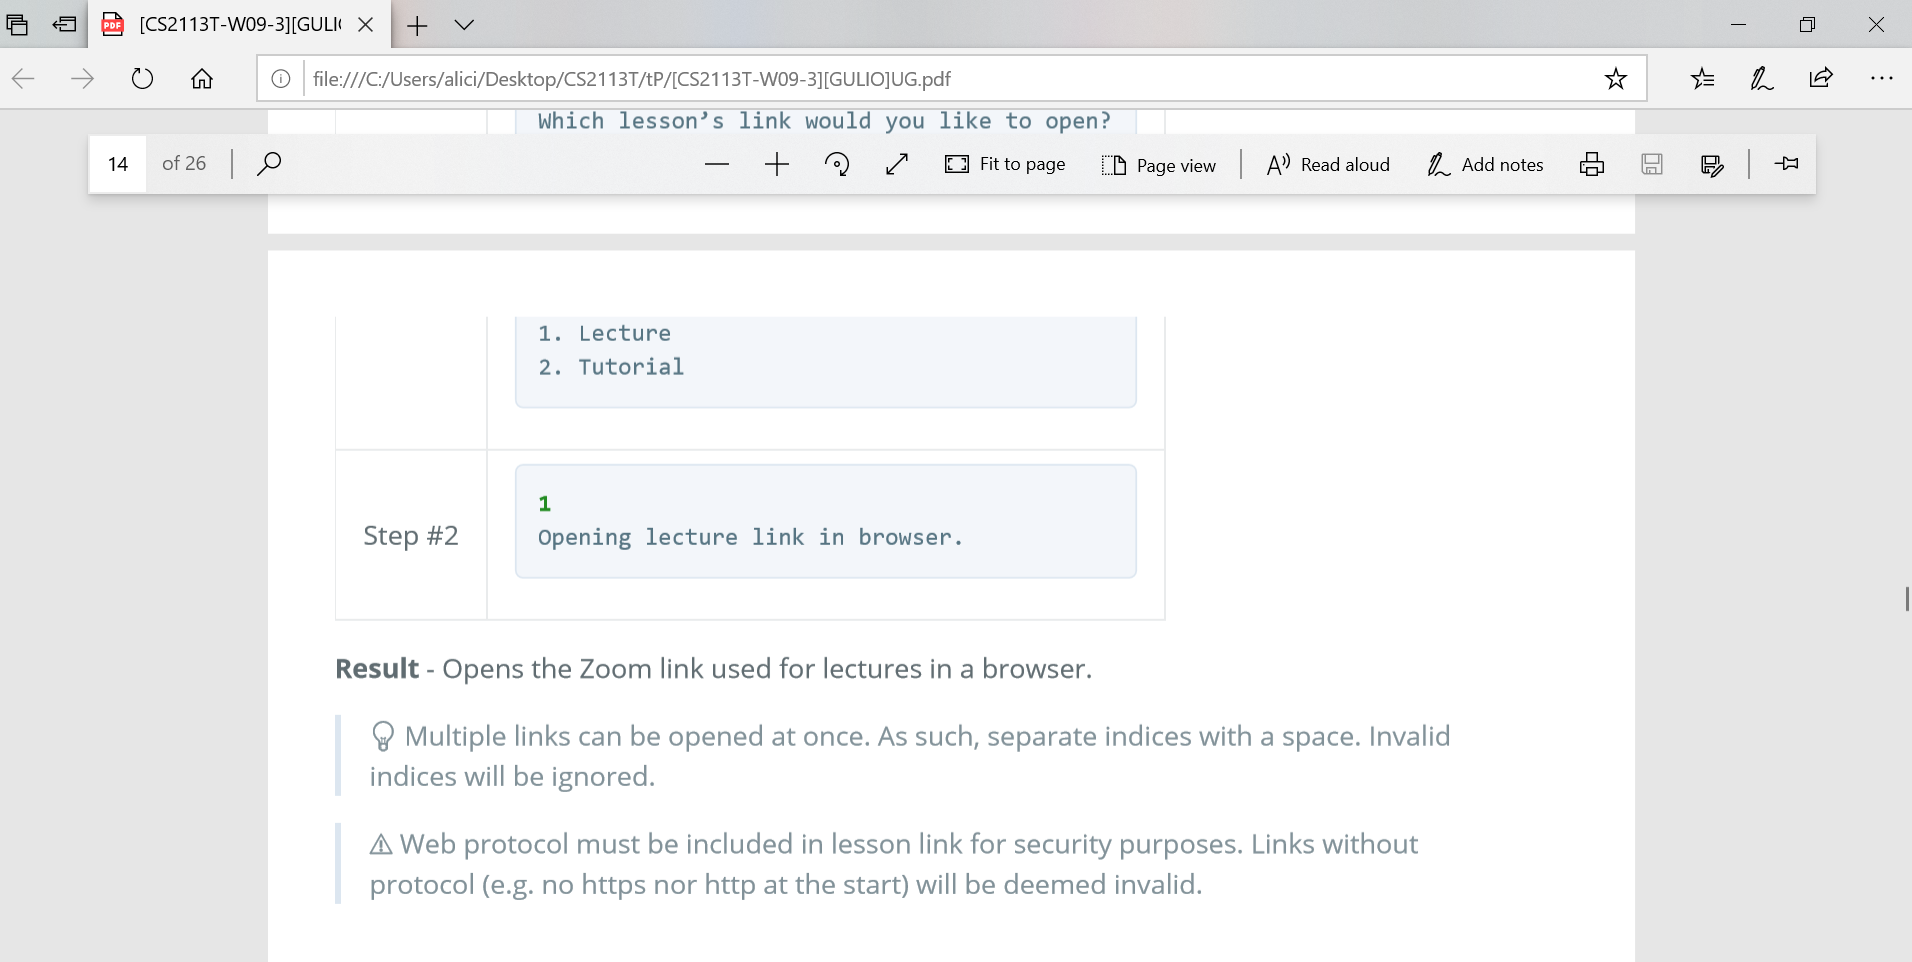 [CS2113T-W09-3][GULI
file:///C:/Users/alici/Desktop/CS2113T/tP/[CS2113T-W09-3][GULIO]UG.pdf
Which lesson’s link would you like to open?
14 of 26 Fit to page Page view Read aloud Add notes
1. Lecture
2. Tutorial
1
Step #2
Opening lecture link in browser.
Result - Opens the Zoom link used for lectures in a browser.
Multiple links can be opened at once. As such, separate indices with a space. Invalid
indices will be ignored.
Web protocol must be included in lesson link for security purposes. Links without
protocol (e.g. no https nor http at the start) will be deemed invalid.